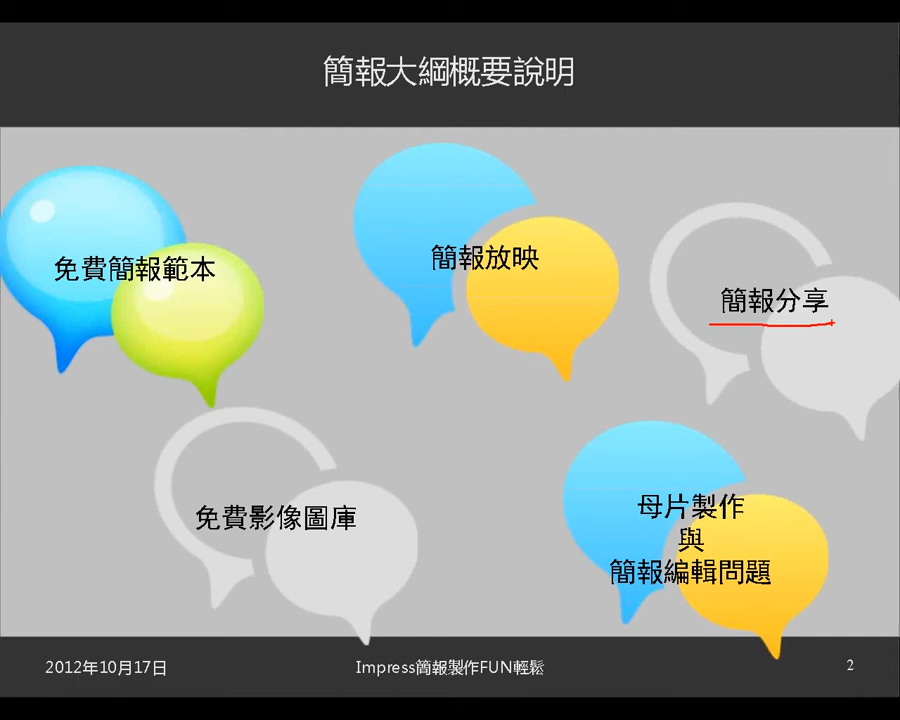 簡報大綱概要說明
免費簡報範本
簡報放映
簡報分享
免費影像圖庫
母片製作
與
簡報編輯問題
2012年10月17日
Impress簡報製作FUN輕鬆
2